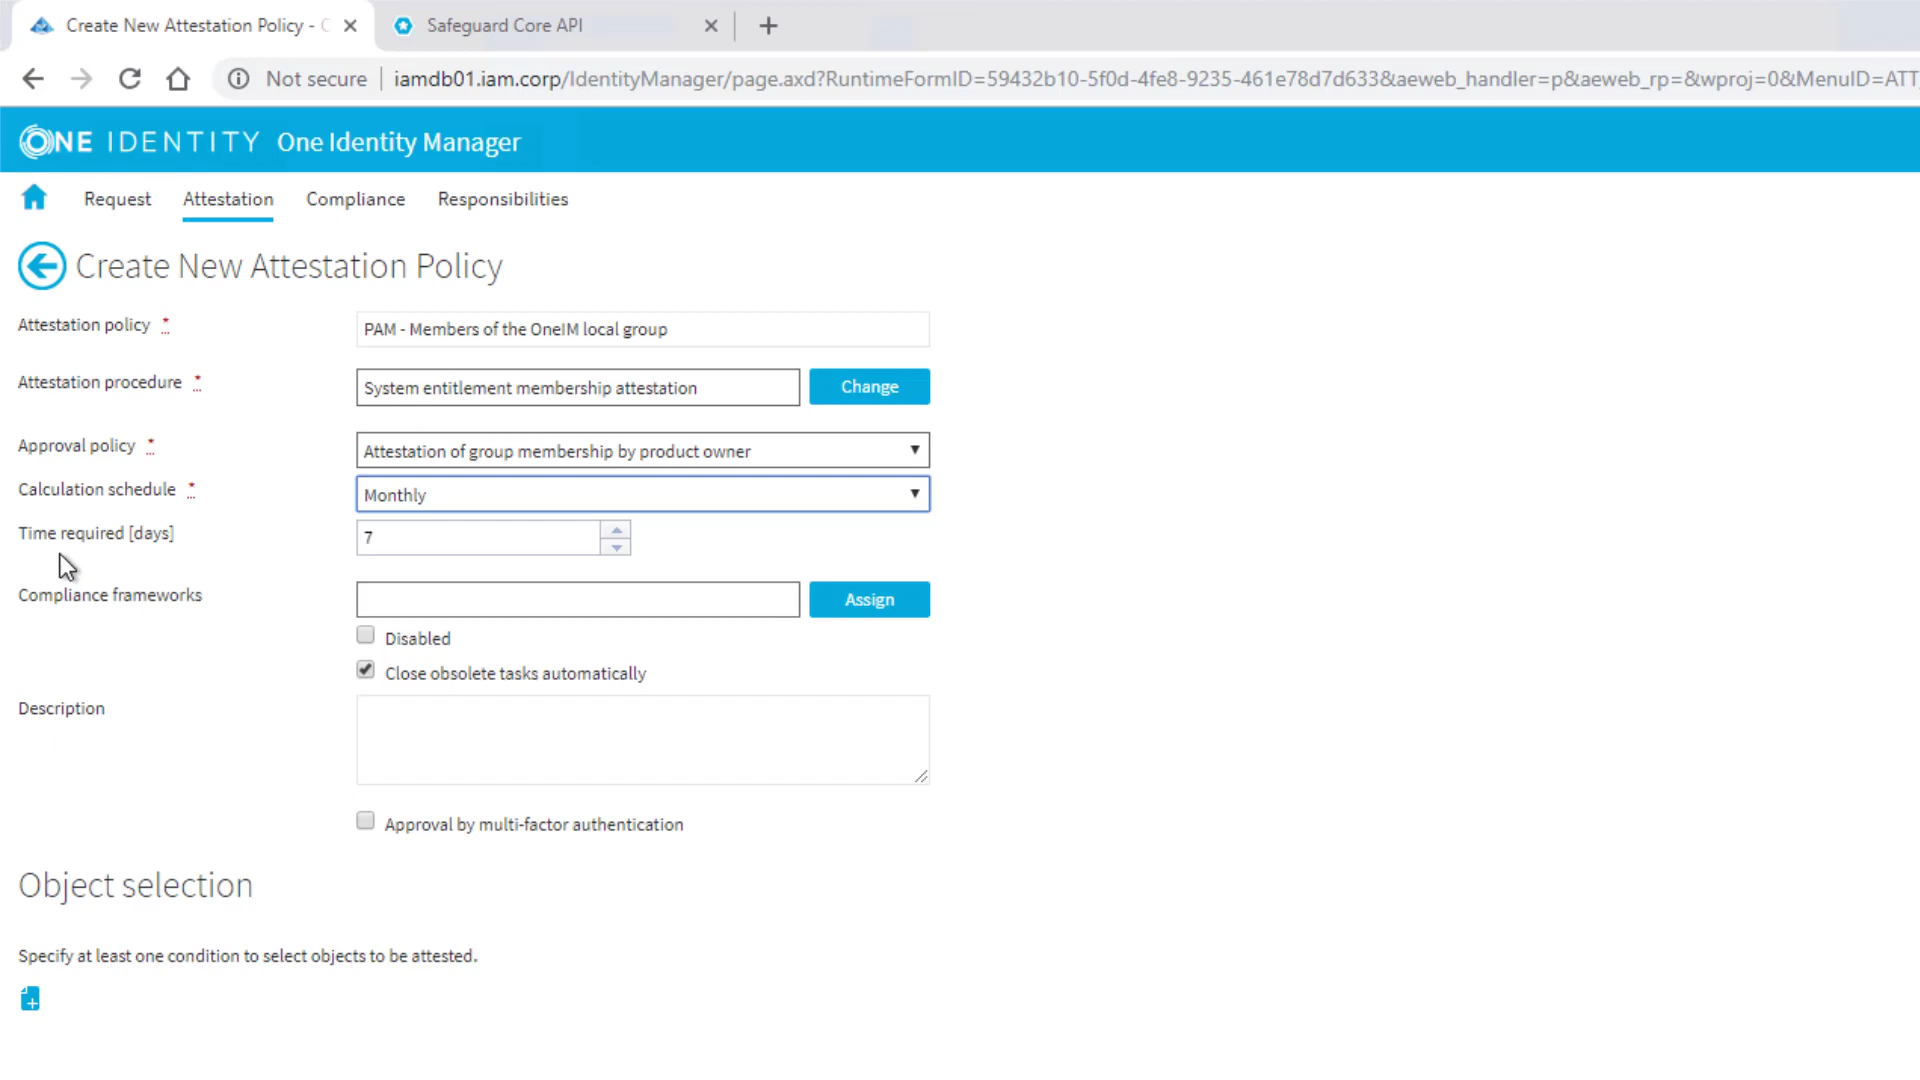 Create New Attestation Policy -
Safeguard Core API
Not secure
iamdb01.iam.corp/IdentityManager/page.axd?RuntimeFormID=59432b10-5f0d-4fe8-9235-461e78d7d633&aeweb_handler=p&aeweb_rp=&wproj=0&MenuID=ATT
ONE IDENTITY One Identity Manager
Request Attestation Compliance Responsibilities
Create New Attestation Policy
Attestation policy *
PAM - Members of the OneIM local group
Attestation procedure *
System entitlement membership attestation
Change
Approval policy *
Attestation of group membership by product owner
Calculation schedule *
Monthly
Time required [days]
7
Compliance frameworks
Assign
Disabled
Close obsolete tasks automatically
Description
Approval by multi-factor authentication
Object selection
Specify at least one condition to select objects to be attested.